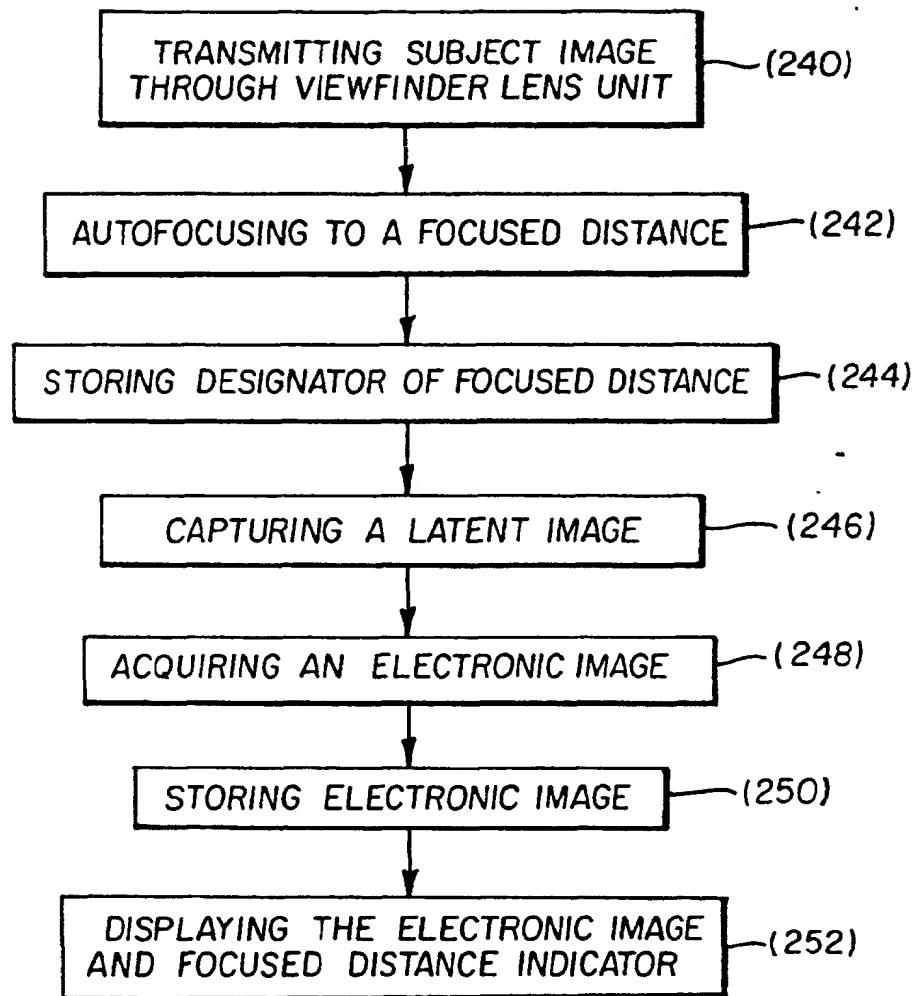 TRANSMITTING SUBJECT IMAGE
THROUGH VIEWFINDER LENS UNIT
(240)
AUTOFOCUSING TO A FOCUSED DISTANCE
(242)
STORING DESIGNATOR OF FOCUSED DISTANCE
(244)
CAPTURING A LATENT IMAGE
(246)
ACQUIRING AN ELECTRONIC IMAGE
(248)
STORING ELECTRONIC IMAGE
(250)
DISPLAYING THE ELECTRONIC IMAGE
AND FOCUSED DISTANCE INDICATOR
(252)